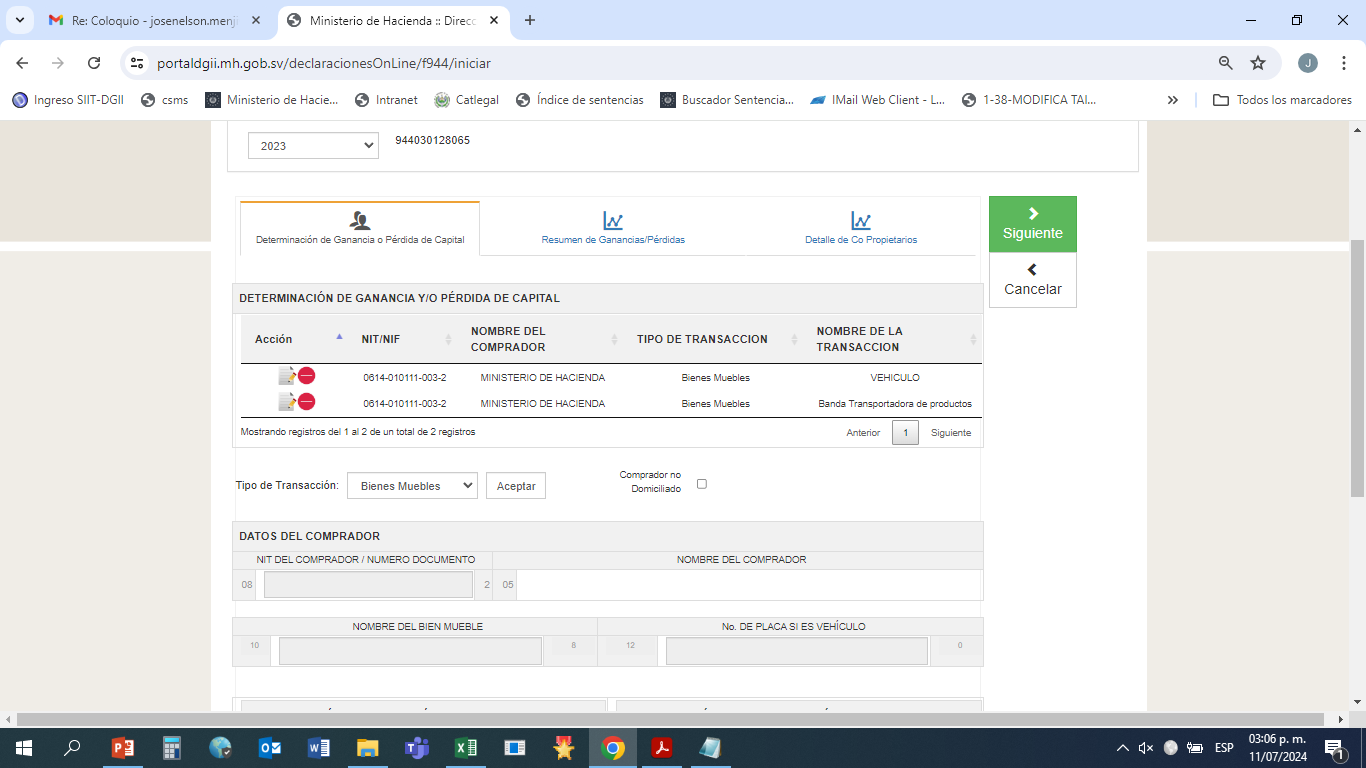 Re: Coloquio - josenelson.menji
Ministerio de Hacienda :: Direcc
portaldgii.mh.gob.sv/declaracionesOnLine/f944/iniciar
J
Ingreso SIIT-DGII
csms
Ministerio de Hacie...
Intranet
Catlegal
Índice de sentencias
Buscador Sentencia...
IMail Web Client - L...
1-38-MODIFICA TAI...
Todos los marcadores
2023
944030128065
Determinación de Ganancia o Pérdida de Capital
Resumen de Ganancias/Pérdidas
Detalle de Co Propietarios
Siguiente
Cancelar
DETERMINACIÓN DE GANANCIA Y/O PÉRDIDA DE CAPITAL
Acción NIT/NIF NOMBRE DEL COMPRADOR TIPO DE TRANSACCION NOMBRE DE LA TRANSACCION
0614-010111-003-2 MINISTERIO DE HACIENDA Bienes Muebles VEHICULO
0614-010111-003-2 MINISTERIO DE HACIENDA Bienes Muebles Banda Transportadora de productos
Mostrando registros del 1 al 2 de un total de 2 registros
Anterior 1 Siguiente
Tipo de Transacción: Bienes Muebles Aceptar
Comprador no
Domiciliado
DATOS DEL COMPRADOR
NIT DEL COMPRADOR / NUMERO DOCUMENTO NOMBRE DEL COMPRADOR
08 2 05
NOMBRE DEL BIEN MUEBLE No. DE PLACA SI ES VEHÍCULO
10 8 12 0
ESP
03:06 p. m.
11/07/2024
1